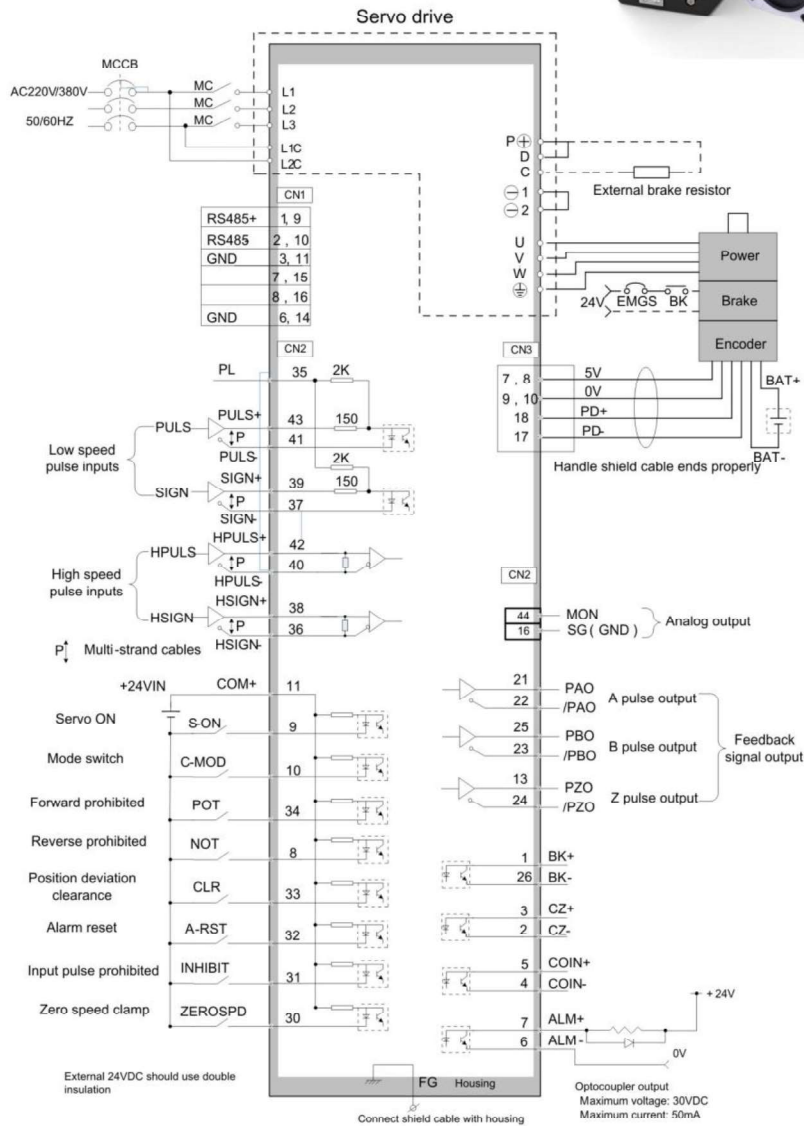 Servo drive
MCCB
AC220V/380V
50/60HZ
MC
MC
MC
L1
L2
L3
L1C
L2C
P
D
C
External brake resistor
1
2
U
V
W
Power
Brake
Encoder
24V
EMGS
BK
CN1
RS485+ 1, 9
RS485- 2 , 10
GND 3, 11
7 , 15
8 , 16
GND 6, 14
CN3
7 , 8 5V
9 , 10 0V
18 PD+
17 PD-
BAT+
BAT-
Handle shield cable ends properly
CN2
PL 35 2K
PULS+ 43 150
PULS
P
41
PULS-
Low speed
pulse inputs
2K
SIGN+ 39 150
SIGN
P
37
SIGN-
HPULS+ 42
HPULS
P
40
HPULS-
High speed
pulse inputs
HSIGN+ 38
HSIGN
P
36
HSIGN-
P Multi-strand cables
CN2
44 MON
16 SG( GND )
Analog output
+24VIN COM+ 11
Servo ON S-ON 9
Mode switch C-MOD 10
Forward prohibited POT 34
Reverse prohibited NOT 8
Position deviation
clearance
CLR 33
Alarm reset A-RST 32
Input pulse prohibited INHIBIT 31
Zero speed clamp ZEROSPD 30
21 PAO
22 /PAO
A pulse output
25 PBO
23 /PBO
B pulse output
13 PZO
24 /PZO
Z pulse output
Feedback
signal output
1 BK+
26 BK-
3 CZ+
2 CZ-
5 COIN+
4 COIN-
7 ALM+
6 ALM -
+ 24V
0V
External 24VDC should use double
insulation
FG Housing
Connect shield cable with housing
Optocoupler output
Maximum voltage: 30VDC
Maximum current: 50mA